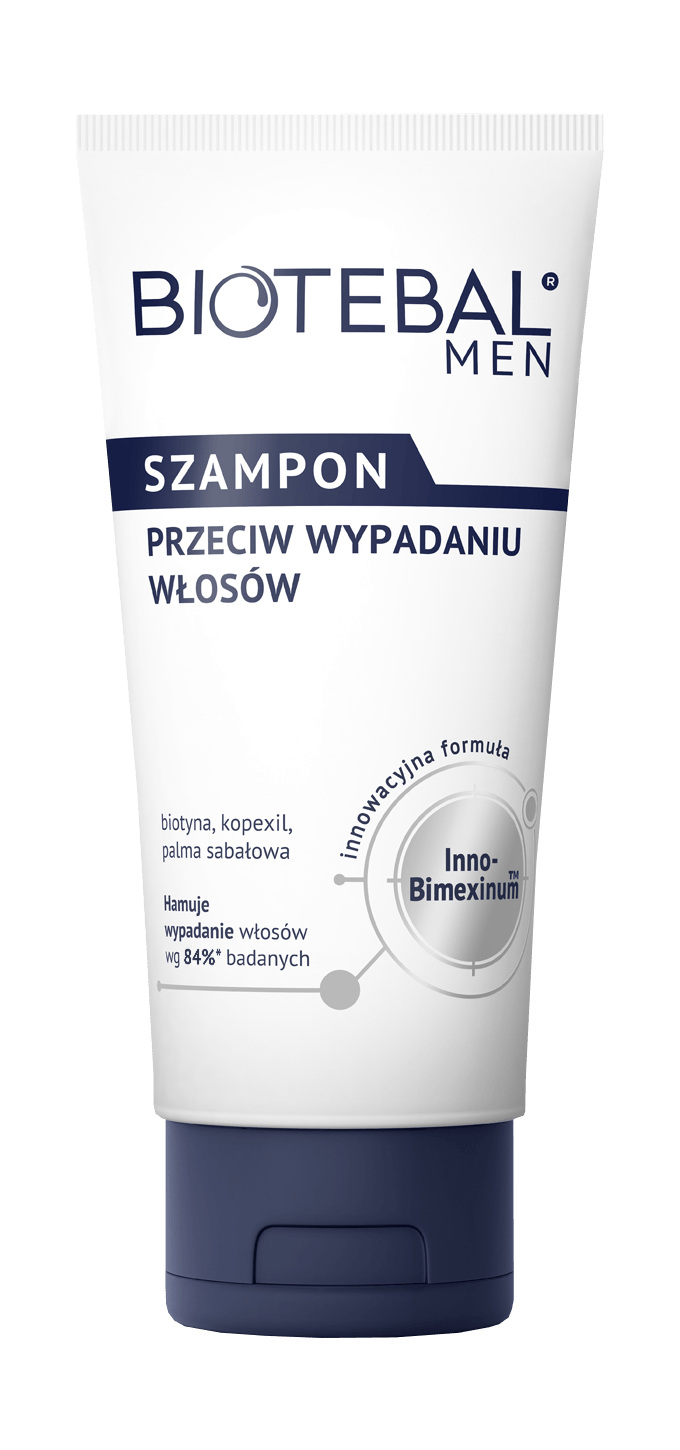 BIOTEBAL®
MEN
SZAMPON
PRZECIW WYPADANIU
WŁOSÓW
innowacyjna formuła
Inno-
Bimexinum™
biotyna, kopexil,
palma sabałowa
Hamuje
wypadanie włosów
wg 84%* badanych